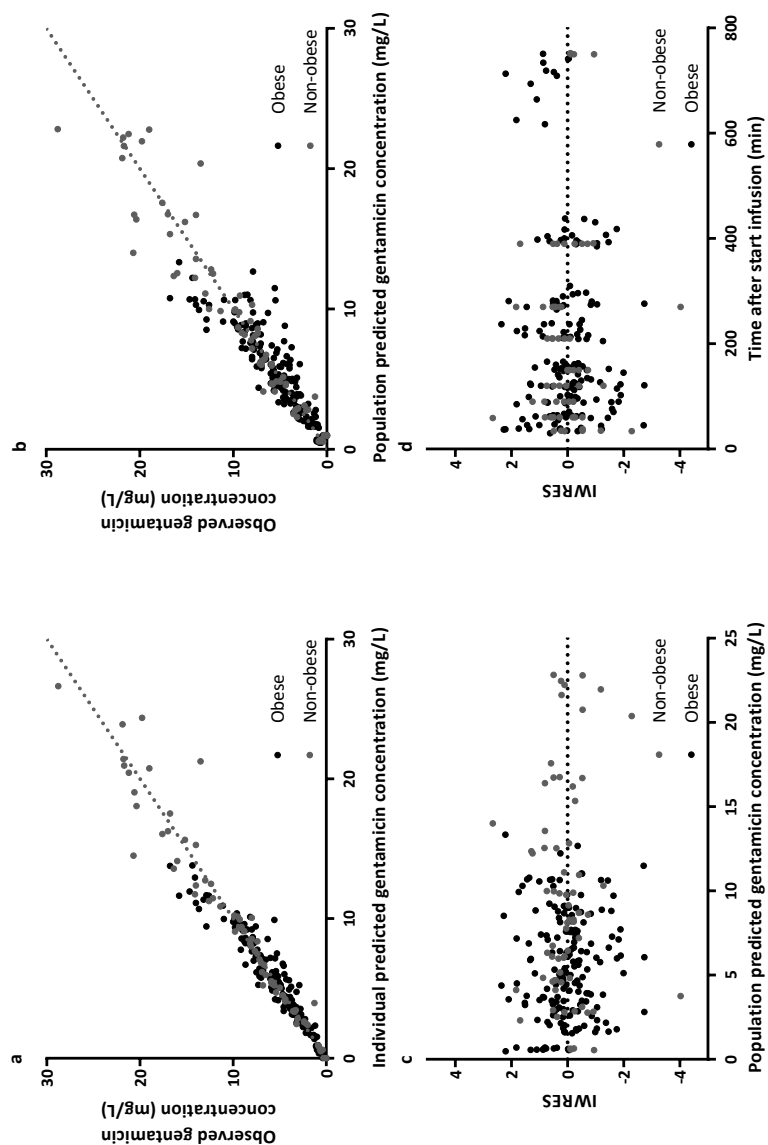 a
Observed gentamicin
concentration (mg/L)
30
20
10
0
0
10
20
30
Individual predicted gentamicin concentration (mg/L)
Obese
Non-obese
b
Observed gentamicin
concentration (mg/L)
30
20
10
0
0
10
20
30
Population predicted gentamicin concentration (mg/L)
Obese
Non-obese
c
IWRES
4
2
0
-2
-4
0
5
10
15
20
25
Population predicted gentamicin concentration (mg/L)
Non-obese
Obese
d
IWRES
4
2
0
-2
-4
0
200
400
600
800
Time after start infusion (min)
Non-obese
Obese